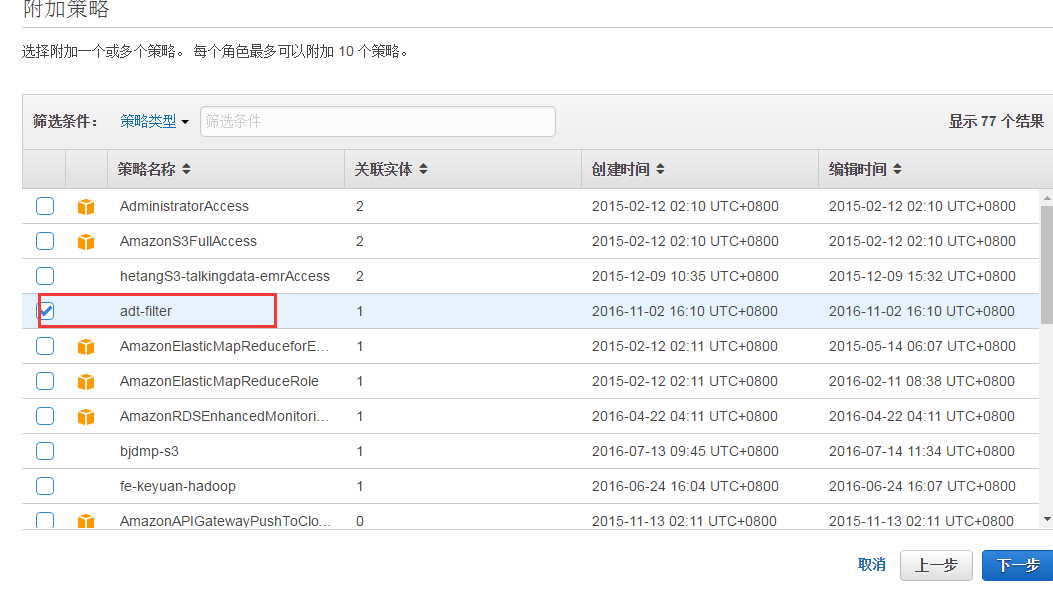 附加策略
选择附加一个或多个策略。 每个角色最多可以附加 10 个策略。
筛选条件： 策略类型 筛选条件 显示 77 个结果
策略名称 关联实体 创建时间 编辑时间
AdministratorAccess 2 2015-02-12 02:10 UTC+0800 2015-02-12 02:10 UTC+0800
AmazonS3FullAccess 2 2015-02-12 02:10 UTC+0800 2015-02-12 02:10 UTC+0800
hetangS3-talkingdata-emrAccess 2 2015-12-09 10:35 UTC+0800 2015-12-09 15:32 UTC+0800
adt-filter 1 2016-11-02 16:10 UTC+0800 2016-11-02 16:10 UTC+0800
AmazonElasticMapReduceforE... 1 2015-02-12 02:11 UTC+0800 2015-05-14 06:07 UTC+0800
AmazonElasticMapReduceRole 1 2015-02-12 02:11 UTC+0800 2016-02-11 08:38 UTC+0800
AmazonRDSEnhancedMonitori... 1 2016-04-22 04:11 UTC+0800 2016-04-22 04:11 UTC+0800
bjdmp-s3 1 2016-07-13 09:45 UTC+0800 2016-07-14 11:34 UTC+0800
fe-keyuan-hadoop 1 2016-06-24 16:04 UTC+0800 2016-06-24 16:07 UTC+0800
AmazonAPIGatewayPushToClo... 0 2015-11-13 02:11 UTC+0800 2015-11-13 02:11 UTC+0800
取消 上一步 下一步